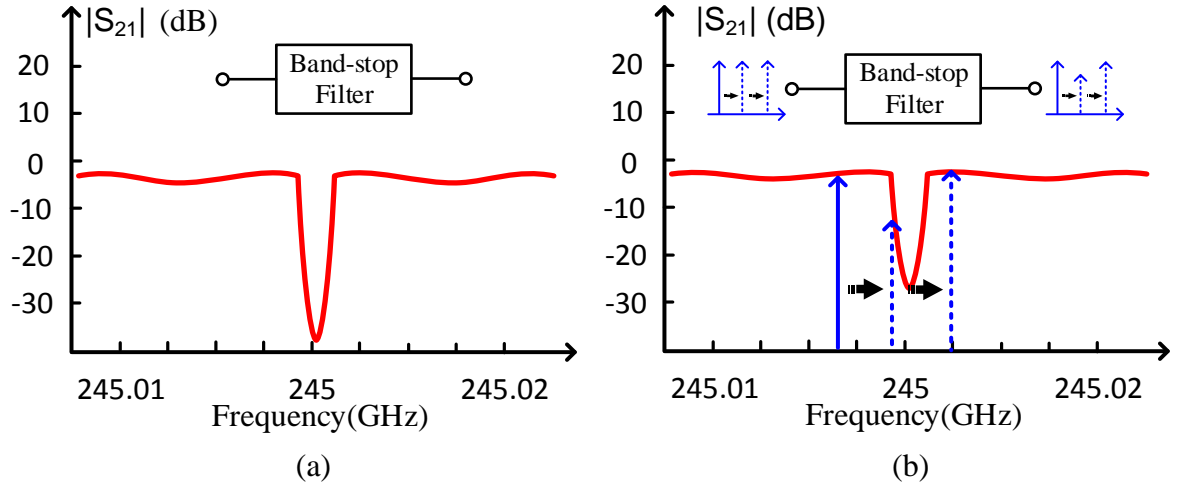 |S21| (dB)
20
10
0
-10
-20
-30
Band-stop
Filter
245.01 245 245.02
Frequency(GHz)
(a)
|S21| (dB)
20
10
0
-10
-20
-30
Band-stop
Filter
245.01 245 245.02
Frequency(GHz)
(b)